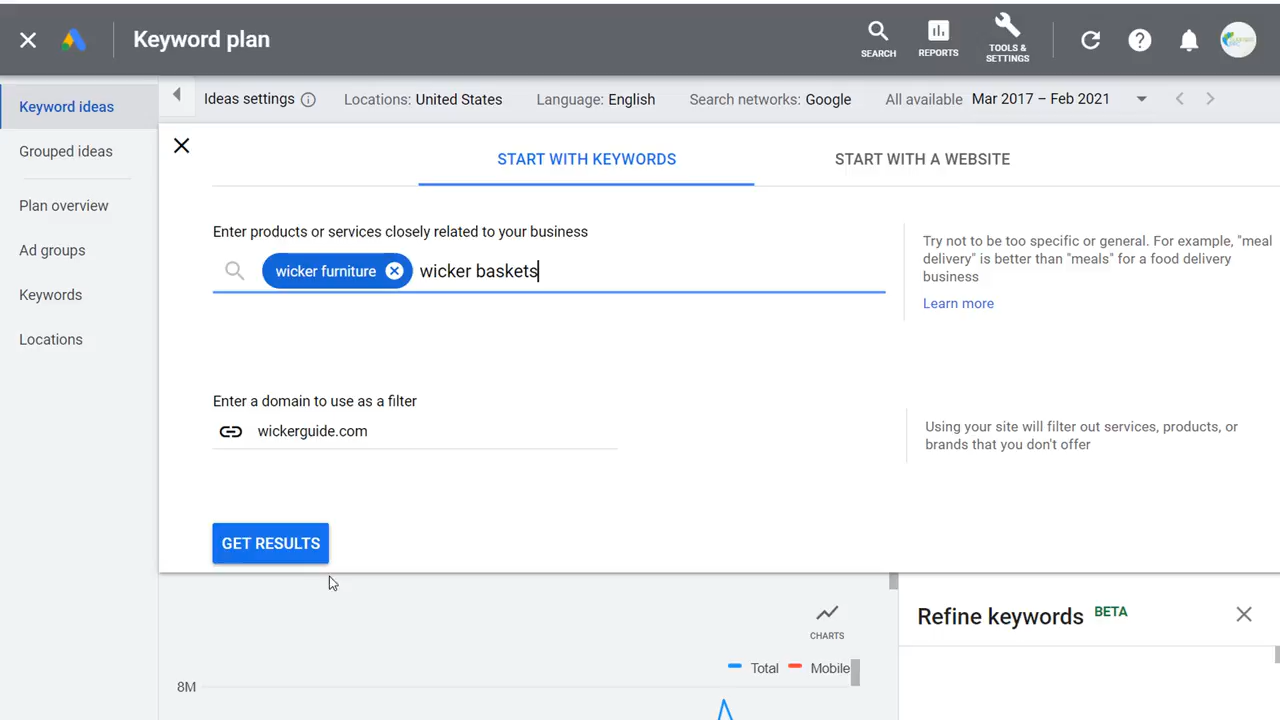 Keyword plan
SEARCH
REPORTS
TOOLS &
SETTINGS
Keyword ideas
Grouped ideas
Plan overview
Ad groups
Keywords
Locations
Ideas settings
Locations: United States
Language: English
Search networks: Google
All available Mar 2017 – Feb 2021
START WITH KEYWORDS
START WITH A WEBSITE
Enter products or services closely related to your business
wicker furniture
wicker baskets
Try not to be too specific or general. For example, "meal
delivery" is better than "meals" for a food delivery
business
Learn more
Enter a domain to use as a filter
wickerguide.com
Using your site will filter out services, products, or
brands that you don't offer
GET RESULTS
CHARTS
Total
Mobile
8M
Refine keywords BETA